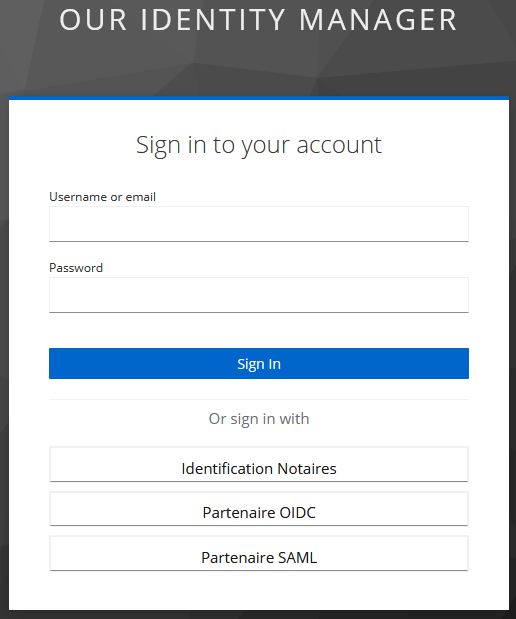 OUR IDENTITY MANAGER
Sign in to your account
Username or email
Password
Sign In
Or sign in with
Identification Notaires
Partenaire OIDC
Partenaire SAML